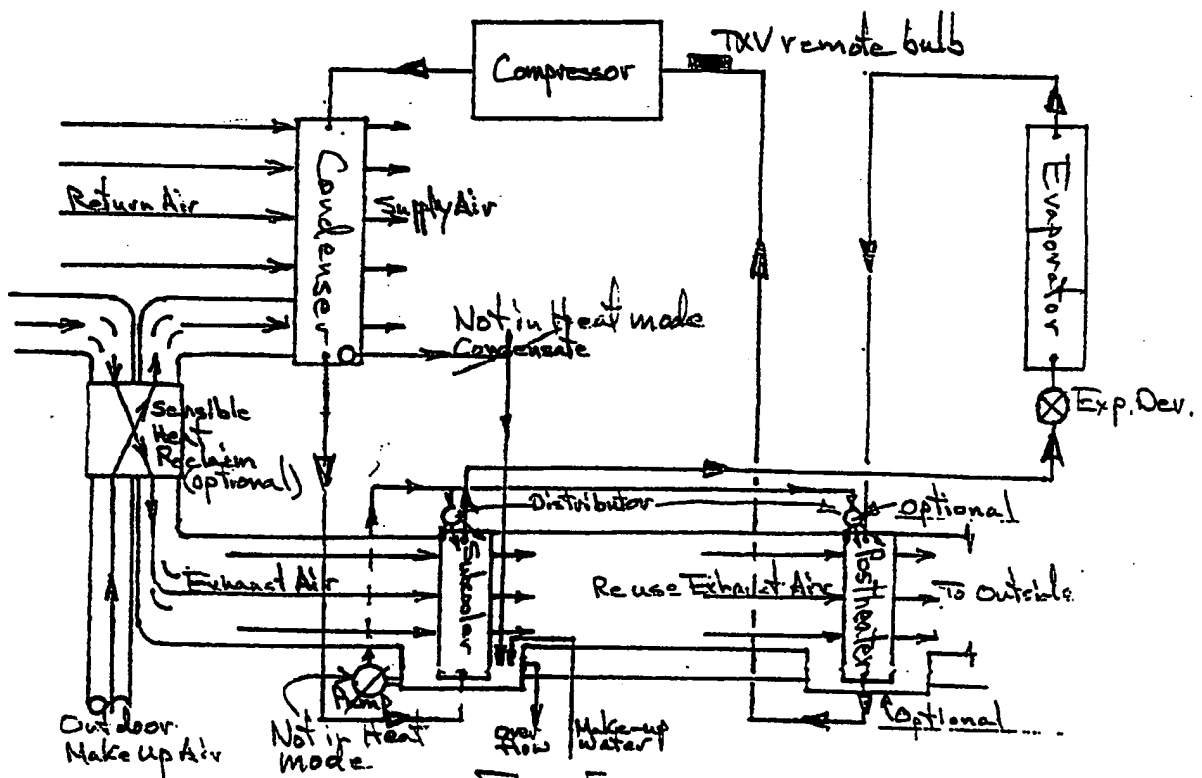 TXV remote bulb
Compressor
Condenser
Evaporator
Return Air
Supply Air
Not in Heat mode
Condensate
Exp. Dev.
Sensible
Heat
Reclaim
(optional)
Distributor
Optional
Exhaust Air
Subcooler
Reuse Exhaust Air
Postheater
To Outside
Pump
Outdoor
Make up Air
Not in Heat
mode
over
flow
Make-up
water
Optional